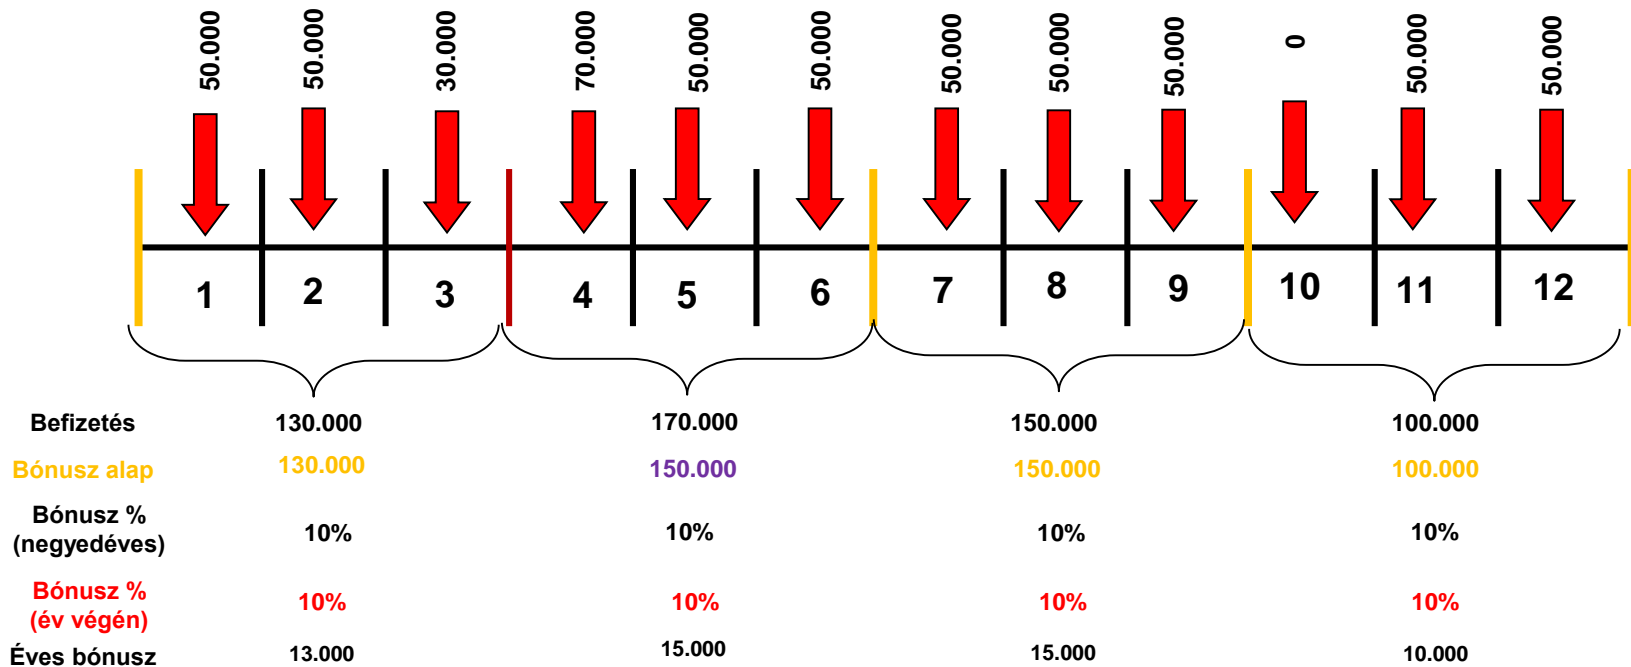 50.000 50.000 30.000 70.000 50.000 50.000 50.000 50.000 50.000 0 50.000 50.000
1 2 3 4 5 6 7 8 9 10 11 12
Befizetés 130.000 170.000 150.000 100.000
Bónusz alap 130.000 150.000 150.000 100.000
Bónusz %
(negyedéves) 10% 10% 10% 10%
Bónusz %
(év végén) 10% 10% 10% 10%
Éves bónusz 13.000 15.000 15.000 10.000